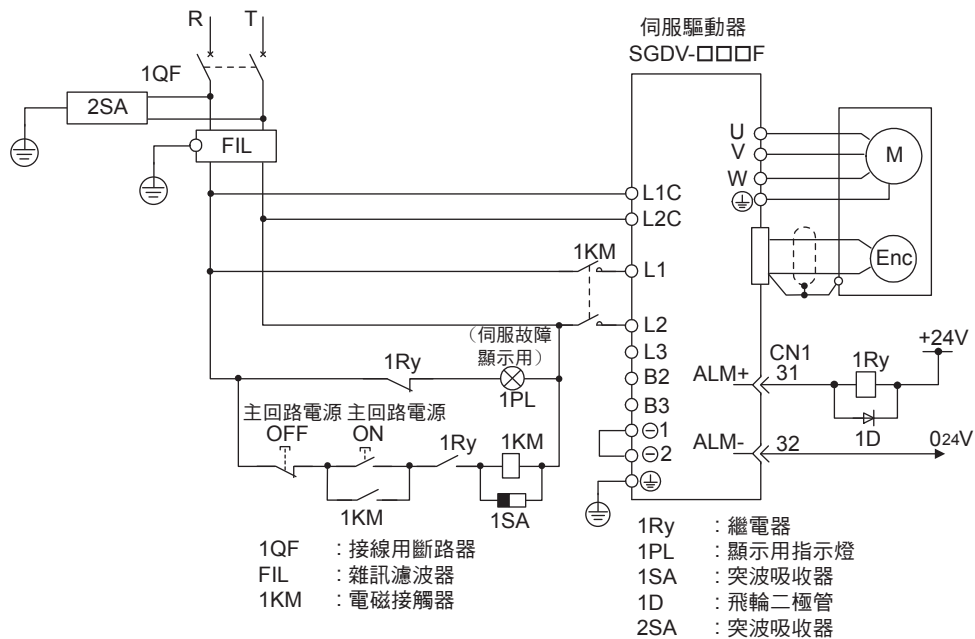 R T
1QF
2SA
FIL
伺服驅動器
SGDV-□□□F
U
V
W
M
L1C
L2C
1KM
L1
Enc
L2
(伺服故障
顯示用)
L3
1Ry
1PL
B2
B3
CN1
ALM+ 31
1Ry
+24V
1D
主回路電源 主回路電源
OFF ON
1Ry 1KM
⊖1
⊖2
ALM- 32
024V
1KM
1SA
1QF :接線用斷路器
FIL :雜訊濾波器
1KM :電磁接觸器
1Ry :繼電器
1PL :顯示用指示燈
1SA :突波吸收器
1D :飛輪二極管
2SA :突波吸收器